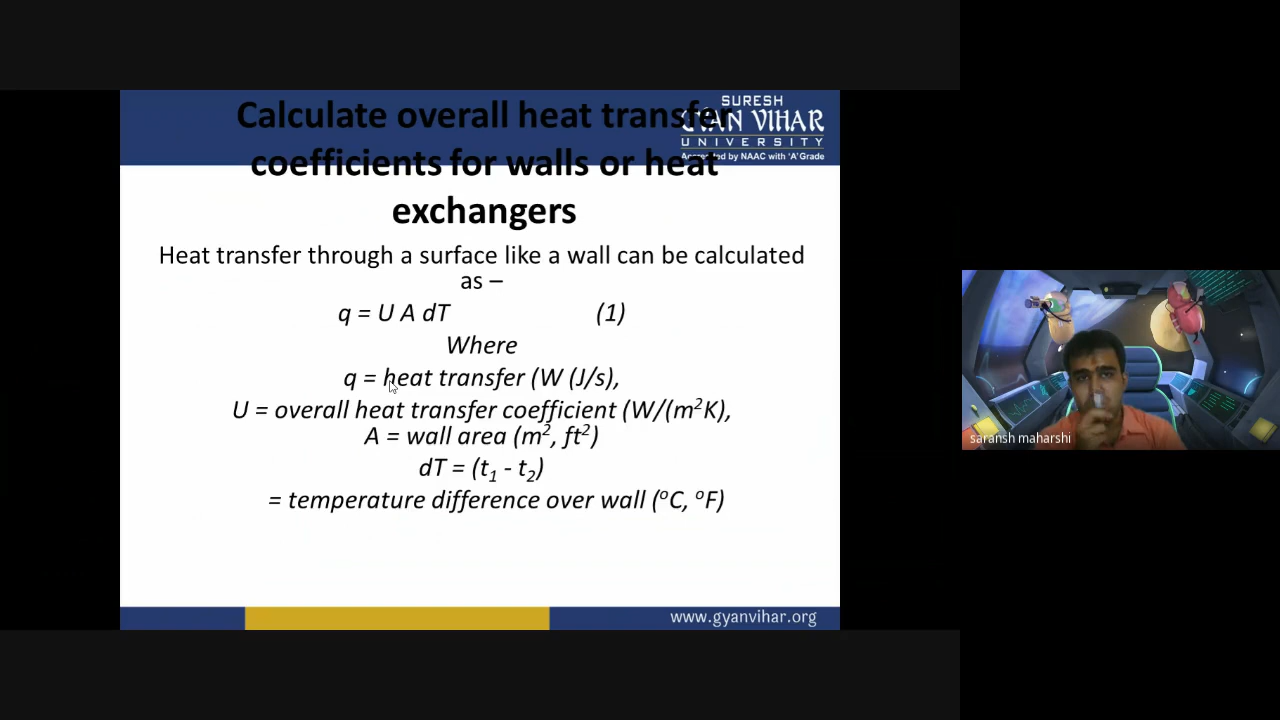 SURESH
GYAN VIHAR
UNIVERSITY
Accredited by NAAC with 'A' Grade
Calculate overall heat transfer
coefficients for walls or heat
exchangers
Heat transfer through a surface like a wall can be calculated
as –
q = U A dT (1)
Where
q = heat transfer (W (J/s),
U = overall heat transfer coefficient (W/(m²K),
A = wall area (m², ft²)
dT = (t₁ - t₂)
= temperature difference over wall (°C, °F)
www.gyanvihar.org
saransh maharshi